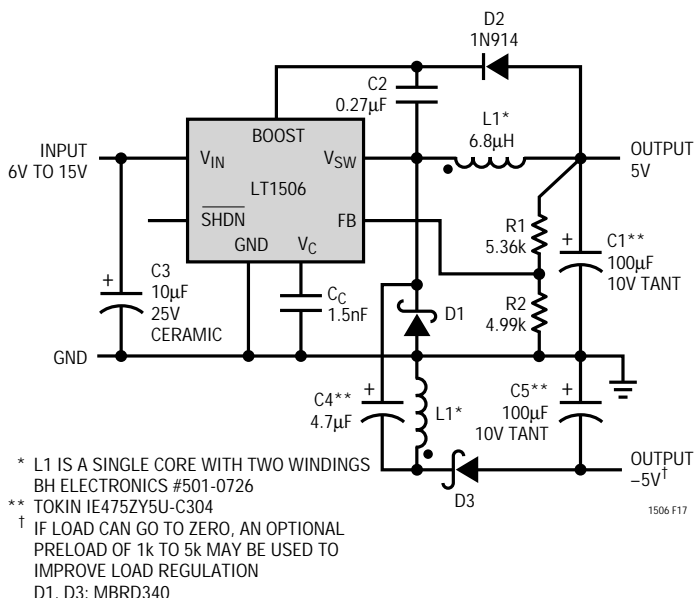 D2
1N914
C2
0.27µF
L1*
6.8µH
BOOST
INPUT
6V TO 15V
VIN
VSW
LT1506
SHDN
FB
GND
VC
OUTPUT
5V
R1
5.36k
+
C1**
100µF
10V TANT
+
C3
10µF
25V
CERAMIC
CC
1.5nF
D1
R2
4.99k
GND
C4**
4.7µF
+
L1*
C5**
100µF
10V TANT
+
D3
OUTPUT
–5V†
* L1 IS A SINGLE CORE WITH TWO WINDINGS
BH ELECTRONICS #501-0726
** TOKIN IE475ZY5U-C304
† IF LOAD CAN GO TO ZERO, AN OPTIONAL
PRELOAD OF 1k TO 5k MAY BE USED TO
IMPROVE LOAD REGULATION
D1, D3: MBRD340
1506 F17